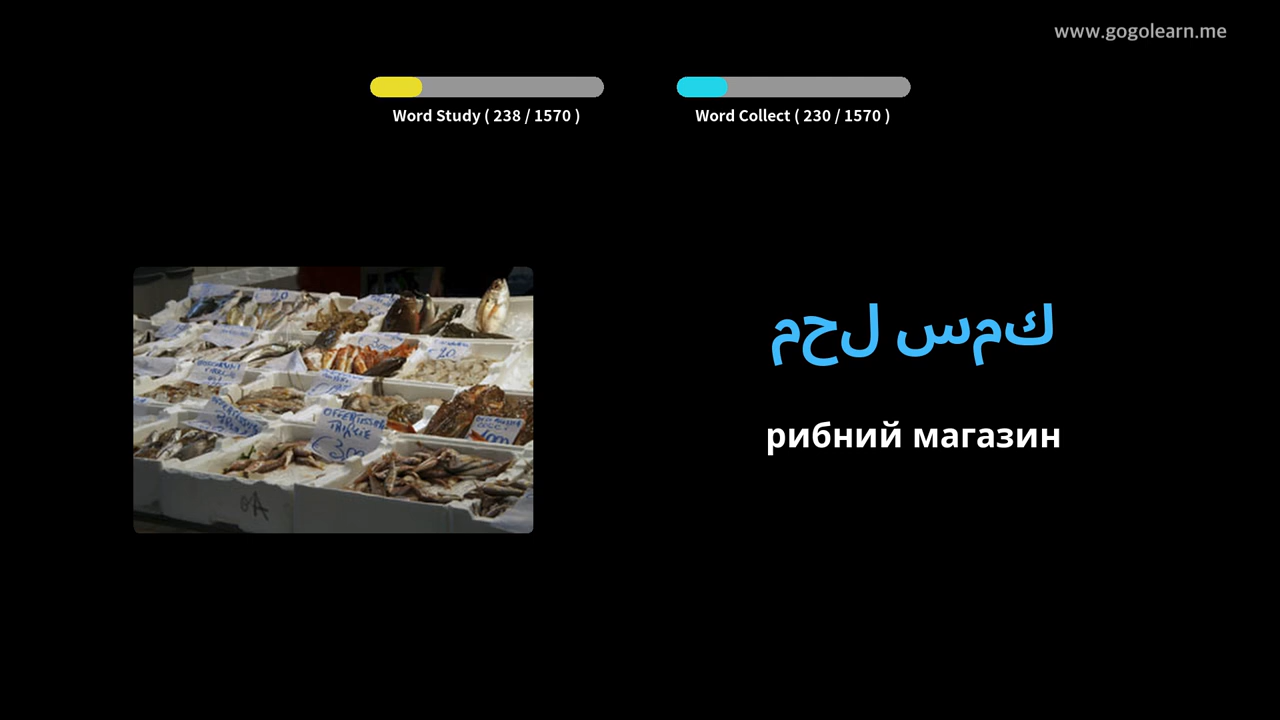 www.gogolearn.me
Word Study ( 238 / 1570 )
Word Collect ( 230 / 1570 )
محل سمك
рибний магазин